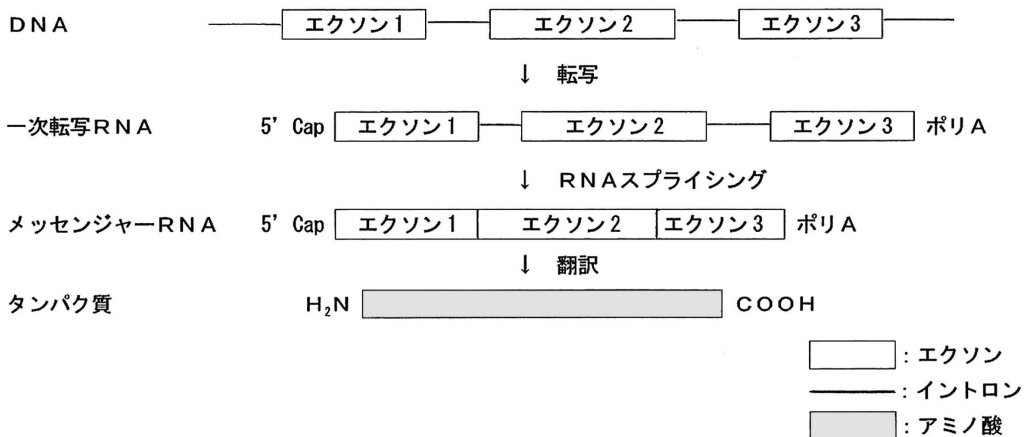 DNA エクソン1 エクソン2 エクソン3
↓ 転写
一次転写RNA 5' Cap エクソン1 エクソン2 エクソン3 ポリA
↓ RNAスプライシング
メッセンジャーRNA 5' Cap エクソン1 エクソン2 エクソン3 ポリA
↓ 翻訳
タンパク質 H₂N COOH
：エクソン
：イントロン
：アミノ酸